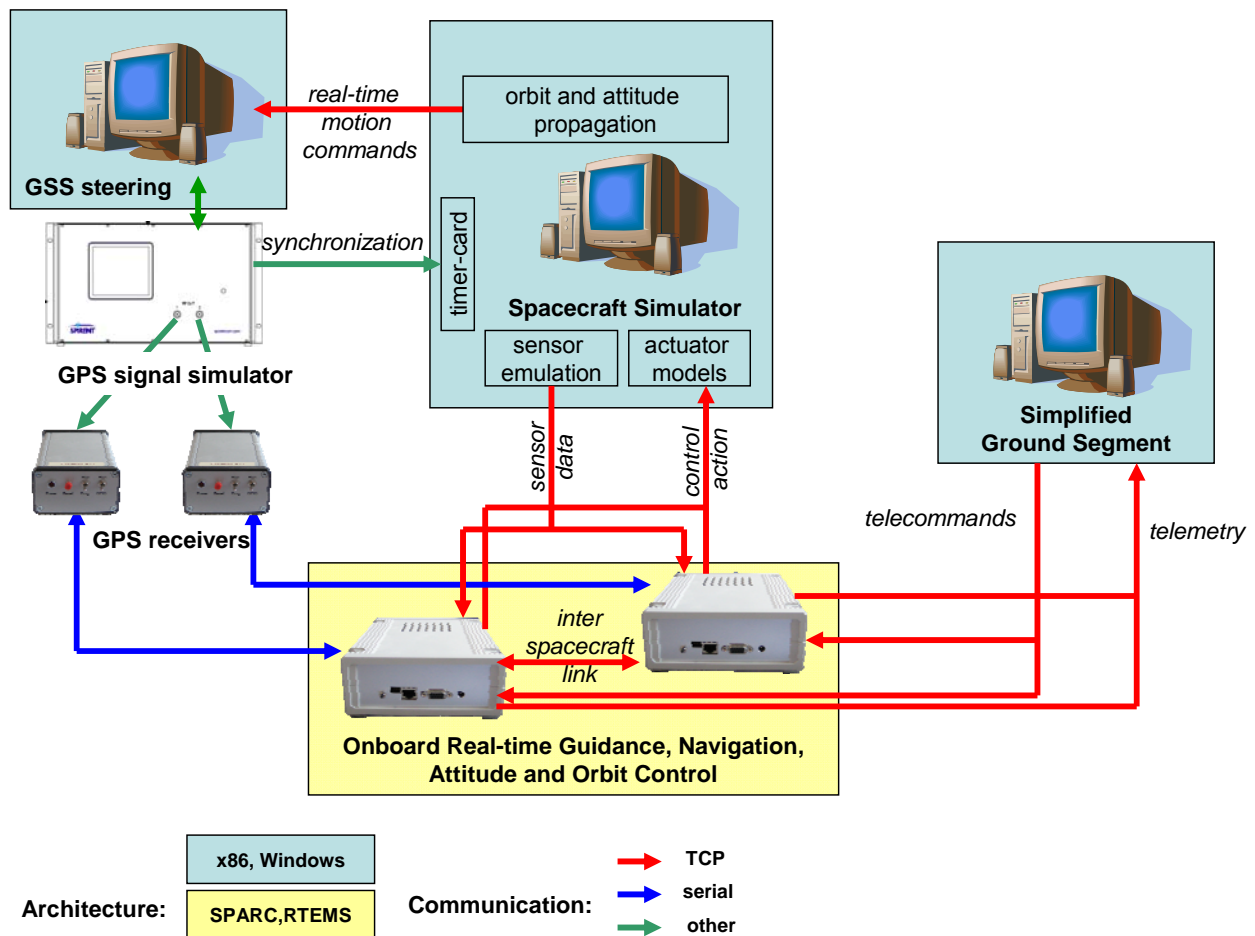 real-time
motion
commands
orbit and attitude
propagation
GSS steering
synchronization
timer-card
Spacecraft Simulator
sensor
emulation
actuator
models
SPIRENT
GPS signal simulator
Simplified
Ground Segment
sensor
data
control
action
telecommands
telemetry
GPS receivers
inter
spacecraft
link
Onboard Real-time Guidance, Navigation,
Attitude and Orbit Control
Architecture:
x86, Windows
SPARC,RTEMS
Communication:
TCP
serial
other